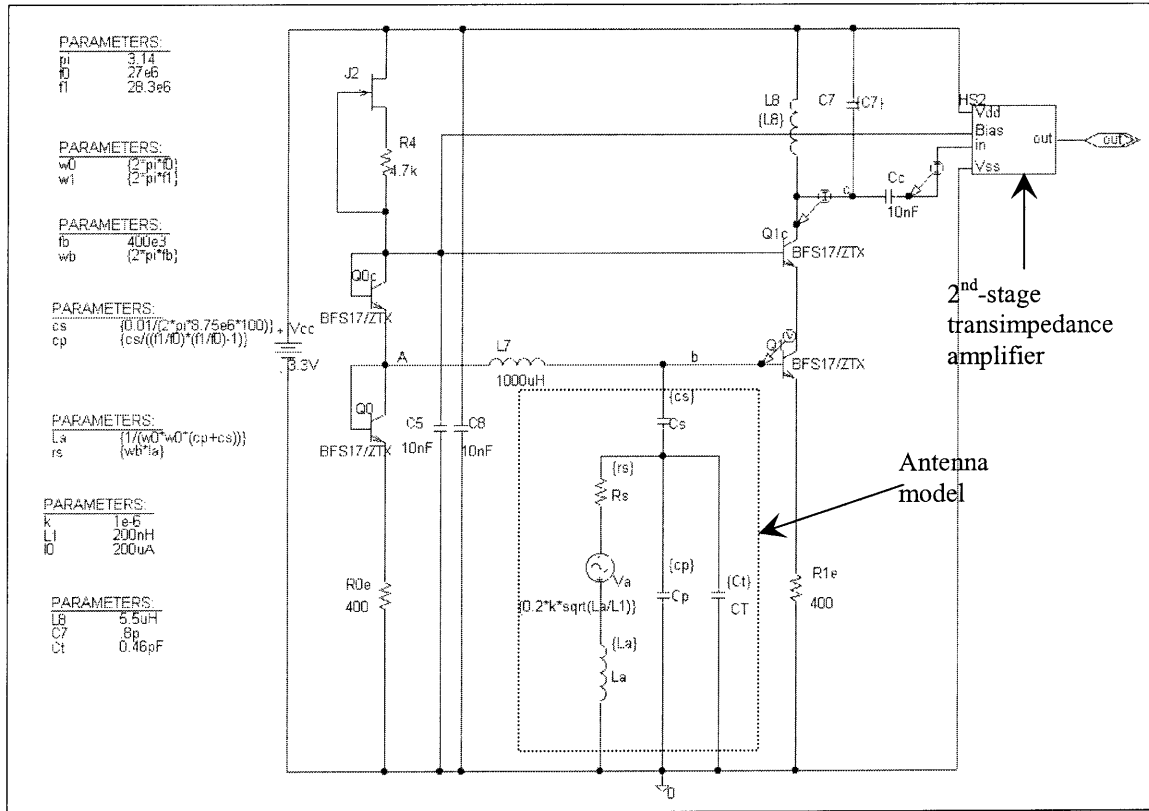 PARAMETERS:
pi 3.14
f0 27e6
f1 28.3e6
PARAMETERS:
w0 {2*pi*f0}
w1 {2*pi*f1}
PARAMETERS:
fb 400e3
wb {2*pi*fb}
PARAMETERS:
cs {0.01/(2*pi*8.75e6*100)}
cp {cs/((f1/f0)*(f1/f0)-1)}
PARAMETERS:
La {1/(w0*w0*(cp+cs))}
rs {wb*la}
PARAMETERS:
k 1e-6
L1 200nH
I0 200uA
PARAMETERS:
L8 5.5uH
C7 8p
Ct 0.46pF
J2
R4
4.7k
Q0c
BFS17/ZTX
+ Vcc
3.3V
A
L7
1000uH
b
Q0
BFS17/ZTX
C5
10nF
C8
10nF
R0e
400
L8
{L8}
C7
{C7}
HS2
Vdd
Bias
in
Vss
out
out
c
Cc
10nF
I
I
Q1c
BFS17/ZTX
V
Q1
BFS17/ZTX
2nd-stage
transimpedance
amplifier
{cs}
Cs
{rs}
Rs
Va
{0.2*k*sqrt(La/L1)}
{La}
La
{cp}
Cp
{Ct}
CT
R1e
400
Antenna
model
0